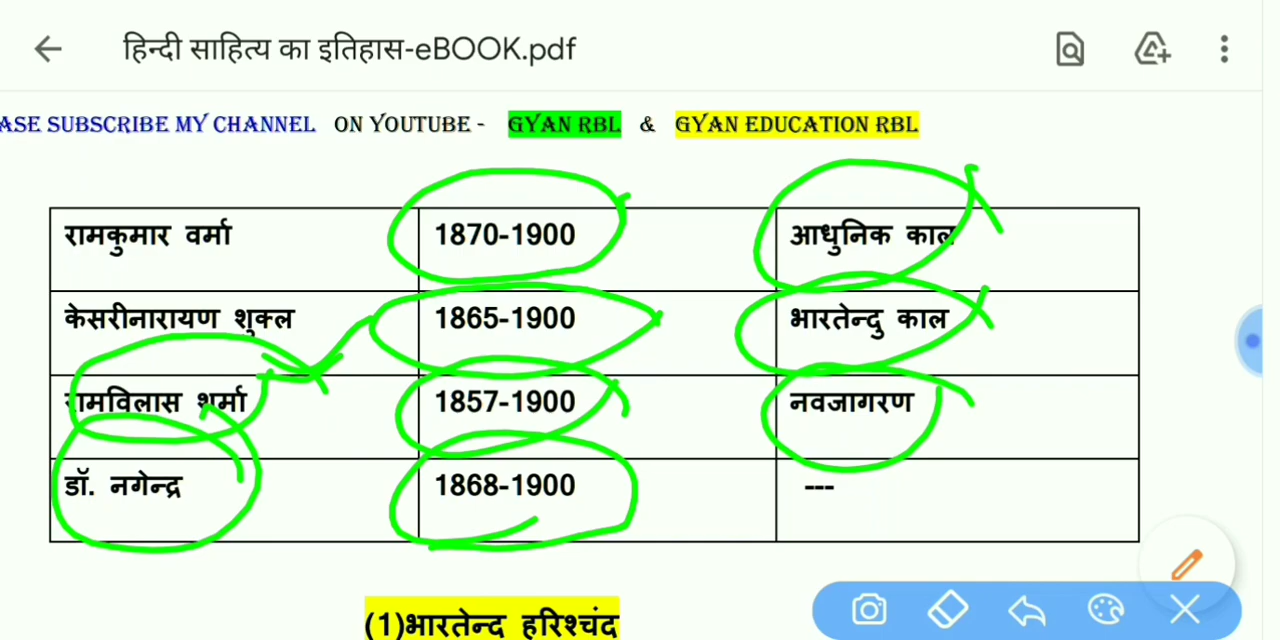 हिन्दी साहित्य का इतिहास-eBOOK.pdf
ASE SUBSCRIBE MY CHANNEL ON YOUTUBE - GYAN RBL & GYAN EDUCATION RBL
रामकुमार वर्मा 1870-1900 आधुनिक काल
केसरीनारायण शुक्ल 1865-1900 भारतेन्दु काल
रामविलास शर्मा 1857-1900 नवजागरण
डॉ. नगेन्द्र 1868-1900 ---
(1)भारतेन्द हरिश्चंद